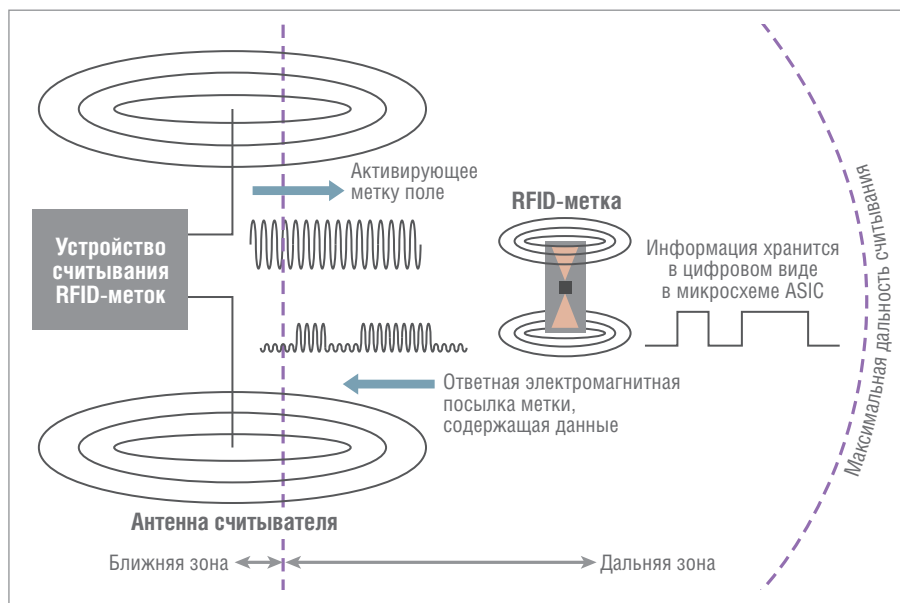 Активирующее
метку поле
RFID-метка
Устройство
считывания
RFID-меток
Информация хранится
в цифровом виде
в микросхеме ASIC
Максимальная дальность считывания
Ответная электромагнитная
посылка метки,
содержащая данные
Антенна считывателя
Ближняя зона
Дальняя зона